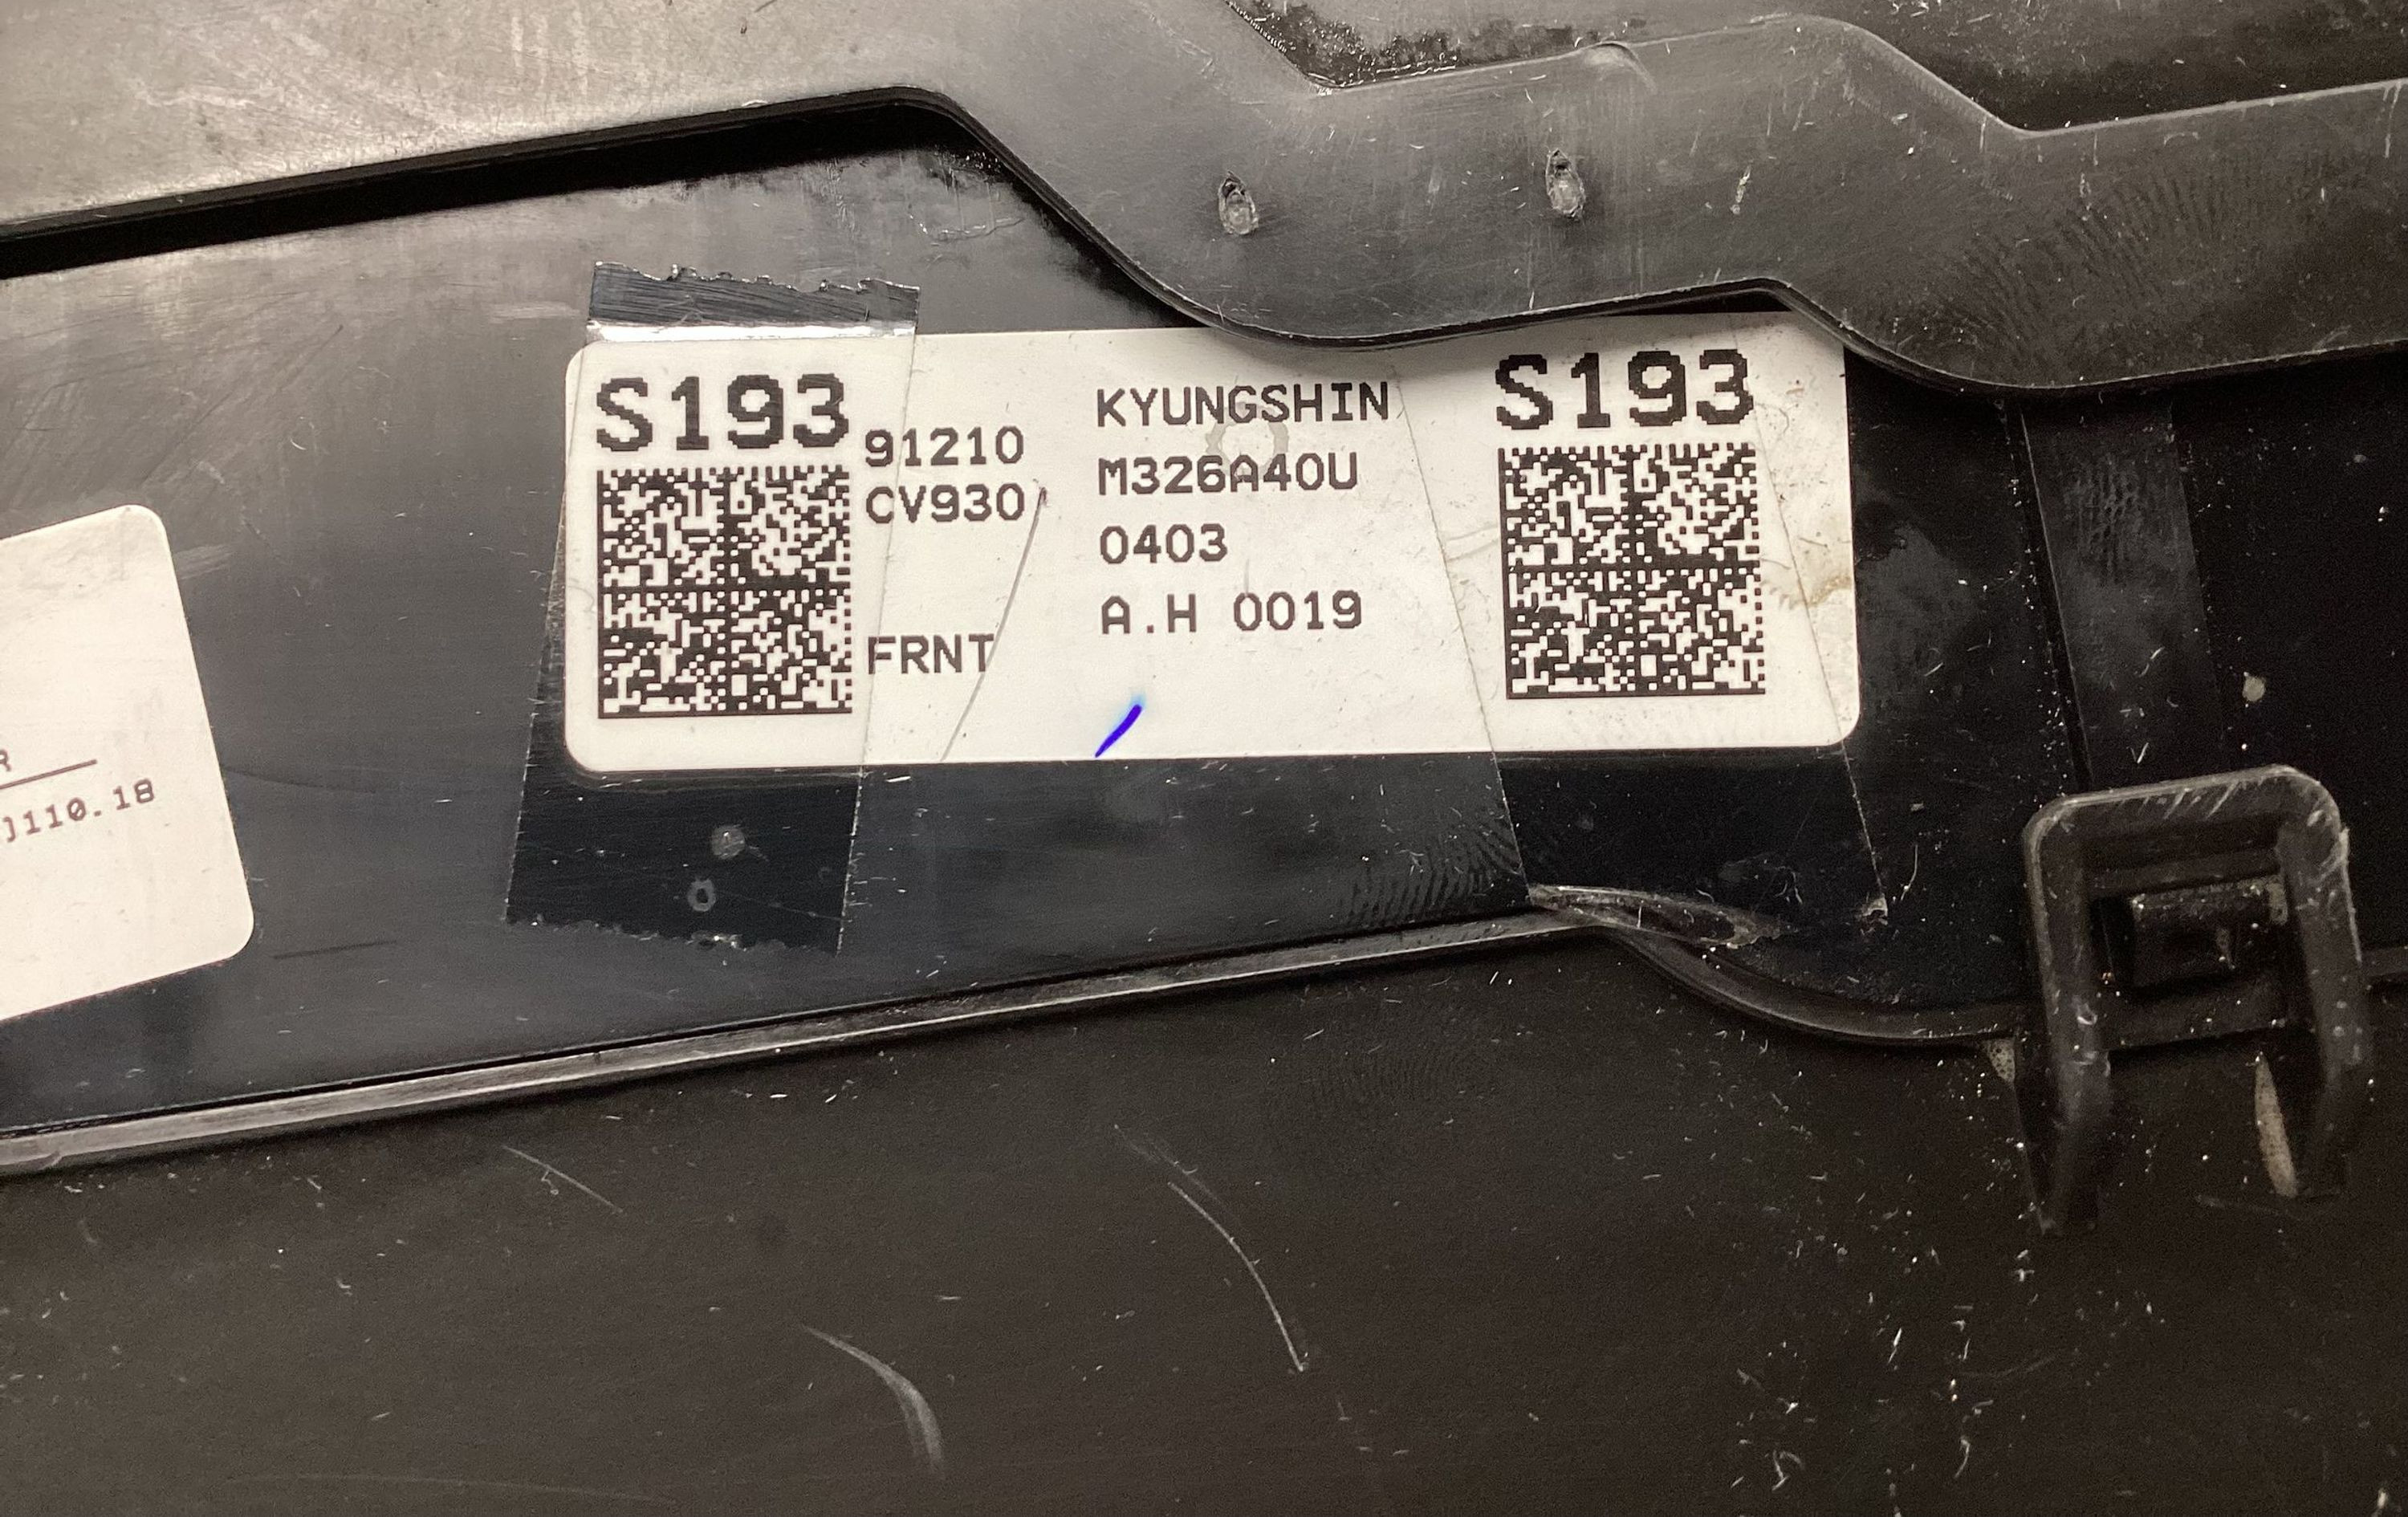 S193
91210
CV930
FRNT
KYUNGSHIN
M326A40U
0403
A.H 0019
S193
R
]110.18